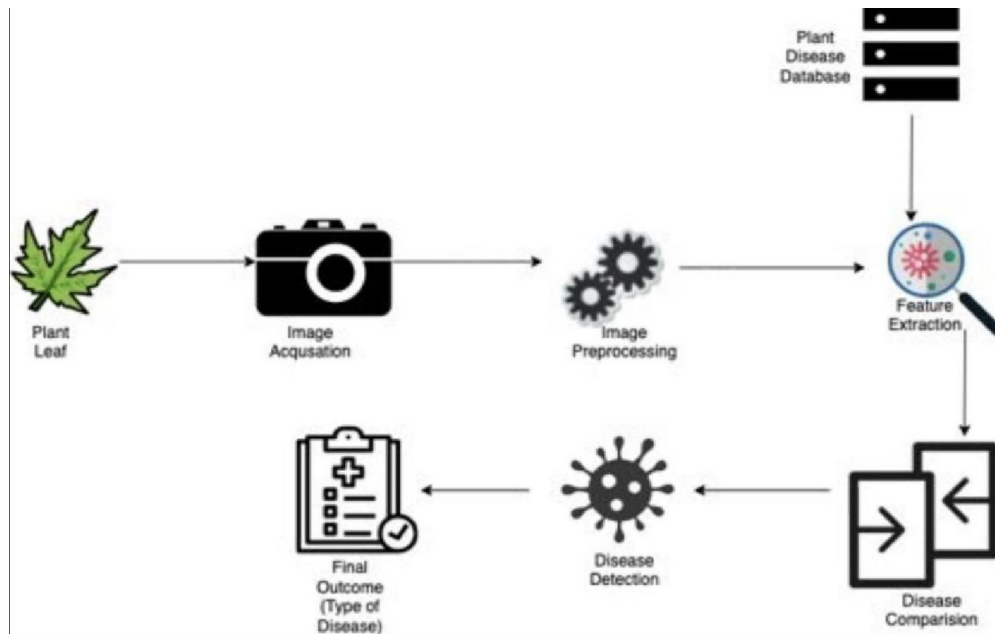 Plant
Disease
Database
Plant
Leaf
Image
Acqusation
Image
Preprocessing
Feature
Extraction
Final
Outcome
(Type of
Disease)
Disease
Detection
Disease
Comparision